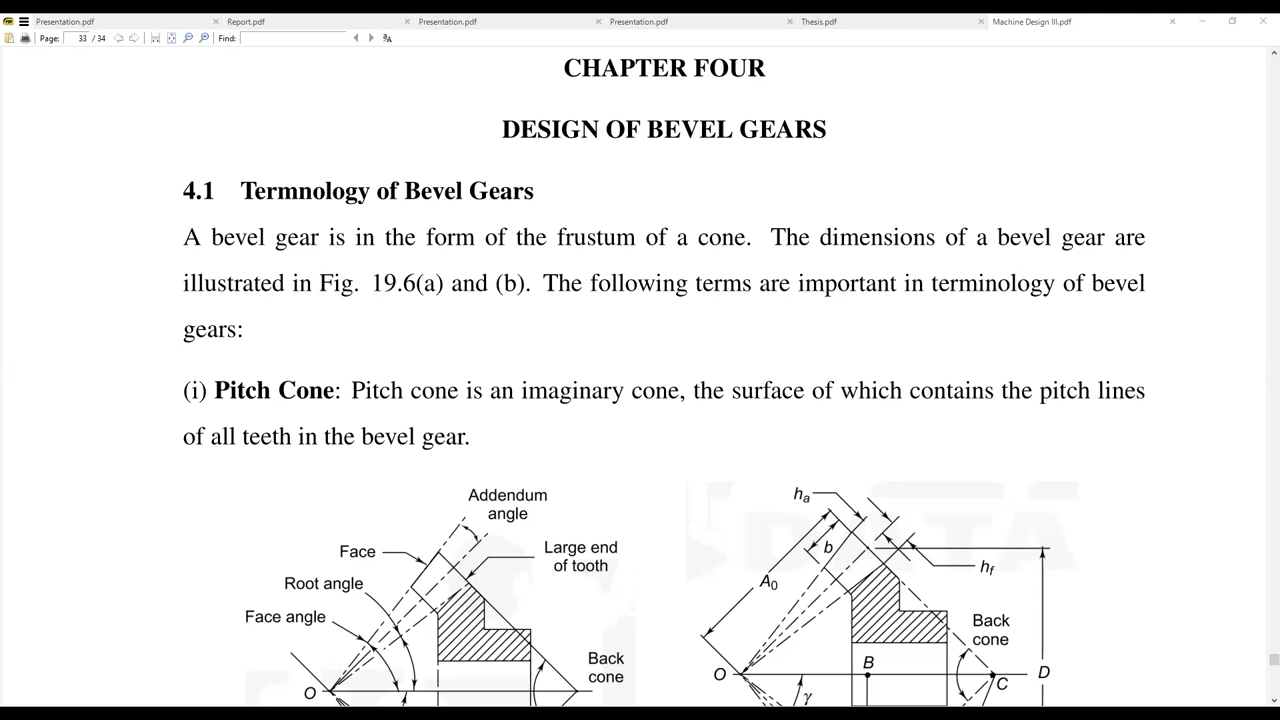 Presentation.pdf
Report.pdf
Presentation.pdf
Presentation.pdf
Thesis.pdf
Machine Design III.pdf
Page: 33 / 34 Find:
CHAPTER FOUR
DESIGN OF BEVEL GEARS
4.1 Termnology of Bevel Gears
A bevel gear is in the form of the frustum of a cone. The dimensions of a bevel gear are
illustrated in Fig. 19.6(a) and (b). The following terms are important in terminology of bevel
gears:
(i) Pitch Cone: Pitch cone is an imaginary cone, the surface of which contains the pitch lines
of all teeth in the bevel gear.
Addendum
angle
Face
Large end
of tooth
Root angle
Face angle
Back
cone
O
ha
b
hf
A0
Back
cone
B
O
C
D
γ